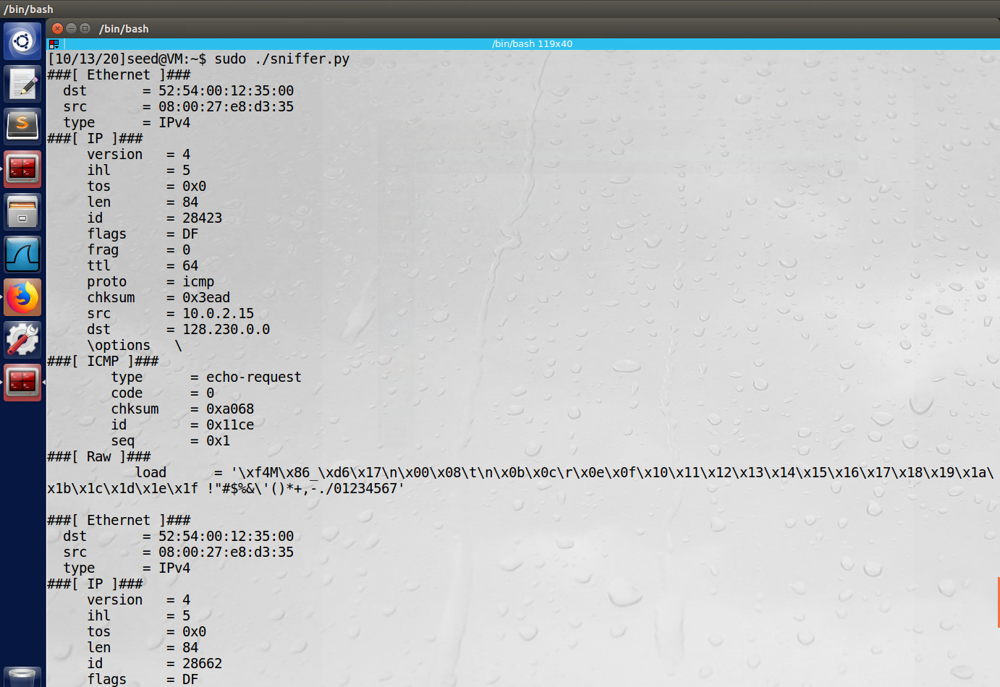 /bin/bash
/bin/bash
/bin/bash 119x40
[10/13/20]seed@VM:~$ sudo ./sniffer.py
###[ Ethernet ]###
  dst       = 52:54:00:12:35:00
  src       = 08:00:27:e8:d3:35
  type      = IPv4
###[ IP ]###
     version   = 4
     ihl       = 5
     tos       = 0x0
     len       = 84
     id        = 28423
     flags     = DF
     frag      = 0
     ttl       = 64
     proto     = icmp
     chksum    = 0x3ead
     src       = 10.0.2.15
     dst       = 128.230.0.0
     \options   \
###[ ICMP ]###
        type      = echo-request
        code      = 0
        chksum    = 0xa068
        id        = 0x11ce
        seq       = 0x1
###[ Raw ]###
           load      = '\xf4M\x86_\xd6\x17\n\x00\x08\t\n\x0b\x0c\r\x0e\x0f\x10\x11\x12\x13\x14\x15\x16\x17\x18\x19\x1a\
x1b\x1c\x1d\x1e\x1f !"#$%&\'()*+,-./01234567'
###[ Ethernet ]###
  dst       = 52:54:00:12:35:00
  src       = 08:00:27:e8:d3:35
  type      = IPv4
###[ IP ]###
     version   = 4
     ihl       = 5
     tos       = 0x0
     len       = 84
     id        = 28662
     flags     = DF